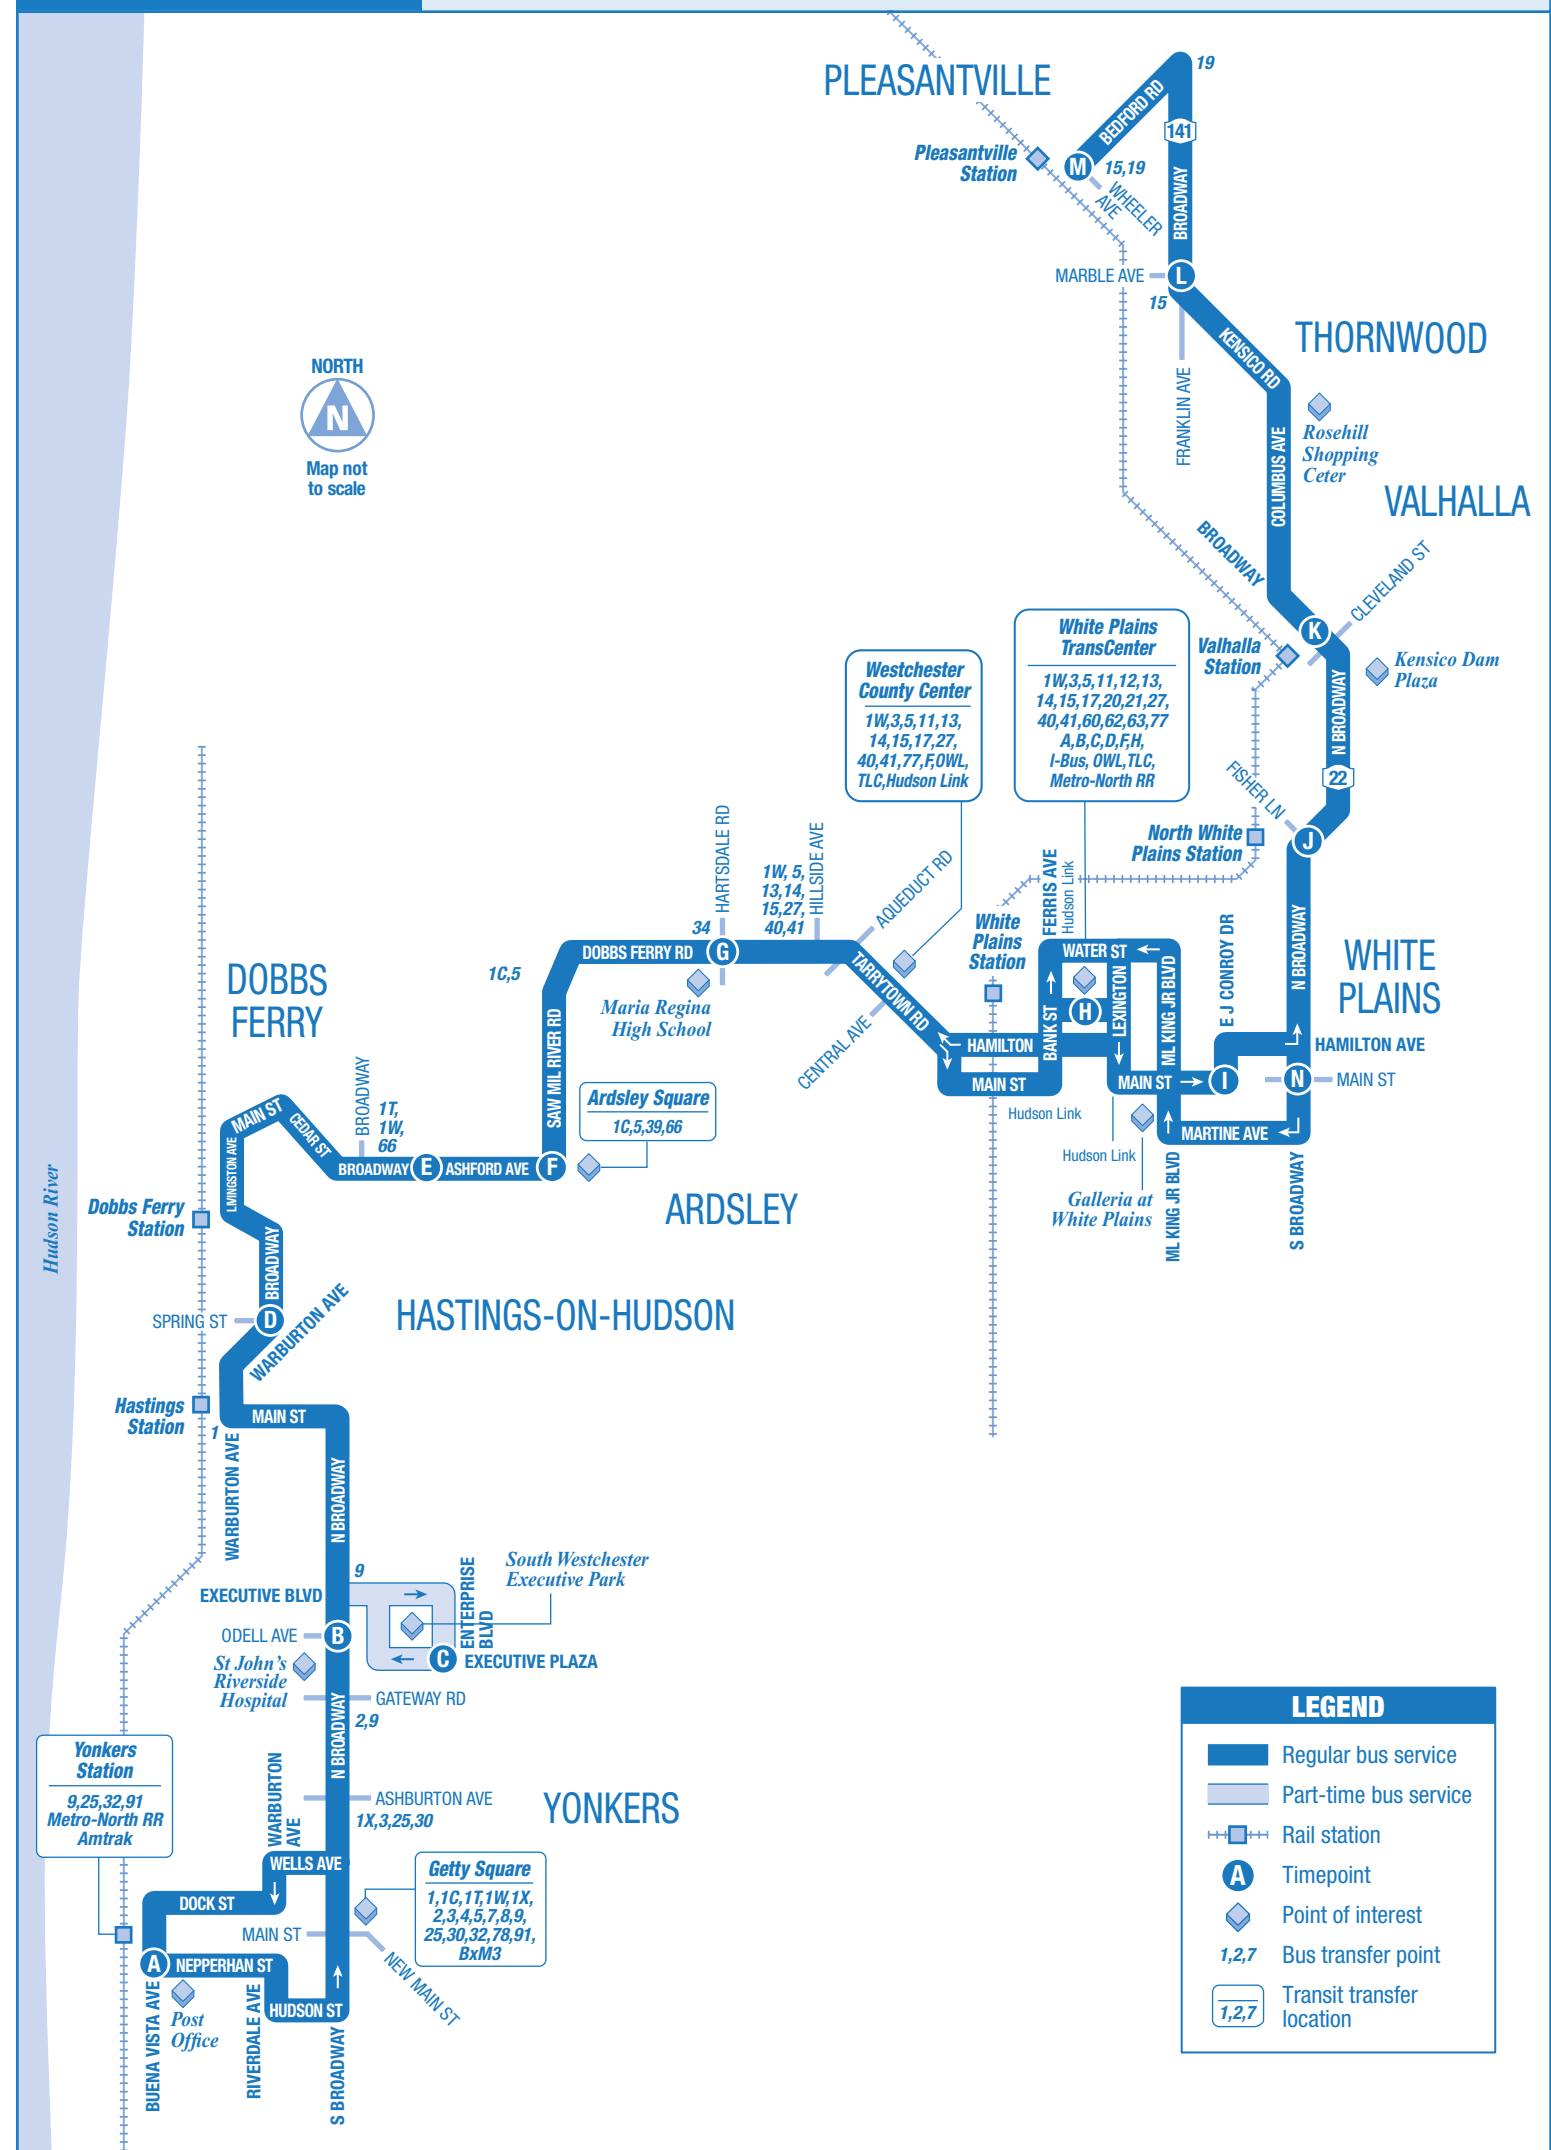 PLEASANTVILLE
19
BEDFORD RD
141
Pleasantville
Station
M
15,19
WHEELER
AVE
BROADWAY
MARBLE AVE
L
15
KENSICO RD
THORNWOOD
FRANKLIN AVE
NORTH
N
Map not
to scale
Rosehill
Shopping
Ceter
COLUMBUS AVE
VALHALLA
BROADWAY
CLEVELAND ST
K
Valhalla
Station
Kensico Dam
Plaza
N BROADWAY
22
FISHER LN
J
North White
Plains Station
White Plains
TransCenter
1W,3,5,11,12,13,
14,15,17,20,21,27,
40,41,60,62,63,77
A,B,C,D,F,H,
I-Bus, OWL,TLC,
Metro-North RR
Westchester
County Center
1W,3,5,11,13,
14,15,17,27,
40,41,77,F,OWL,
TLC,Hudson Link
HARTSDALE RD
1W, 5,
13,14,
15,27,
40,41
HILLSIDE AVE
AQUEDUCT RD
FERRIS AVE
Hudson Link
White
Plains
Station
34
DOBBS FERRY RD
G
1C,5
Maria Regina
High School
TARRYTOWN RD
CENTRAL AVE
WATER ST
LEXINGTON
ML KING JR BLVD
E J CONROY DR
N BROADWAY
WHITE
PLAINS
H
BANK ST
HAMILTON
HAMILTON AVE
MAIN ST
MAIN ST
I
N
MAIN ST
Hudson Link
MARTINE AVE
Hudson Link
Galleria at
White Plains
ML KING JR BLVD
S BROADWAY
DOBBS
FERRY
SAW MIL RIVER RD
Ardsley Square
1C,5,39,66
BROADWAY
1T,
1W,
66
MAIN ST
CEDAR ST
LIVINGSTON AVE
BROADWAY
E
ASHFORD AVE
F
ARDSLEY
Hudson River
Dobbs Ferry
Station
BROADWAY
SPRING ST
D
WARBURTON AVE
HASTINGS-ON-HUDSON
Hastings
Station
1
MAIN ST
WARBURTON AVE
N BROADWAY
9
EXECUTIVE BLVD
ENTERPRISE
BLVD
South Westchester
Executive Park
ODELL AVE
B
C
EXECUTIVE PLAZA
St John's
Riverside
Hospital
GATEWAY RD
2,9
N BROADWAY
Yonkers
Station
9,25,32,91
Metro-North RR
Amtrak
WARBURTON
AVE
ASHBURTON AVE
1X,3,25,30
YONKERS
WELLS AVE
Getty Square
1,1C,1T,1W,1X,
2,3,4,5,7,8,9,
25,30,32,78,91,
BxM3
DOCK ST
MAIN ST
NEW MAIN ST
A
NEPPERHAN ST
Post
Office
HUDSON ST
BUENA VISTA AVE
RIVERDALE AVE
S BROADWAY
LEGEND
Regular bus service
Part-time bus service
Rail station
A
Timepoint
Point of interest
1,2,7
Bus transfer point
1,2,7
Transit transfer
location